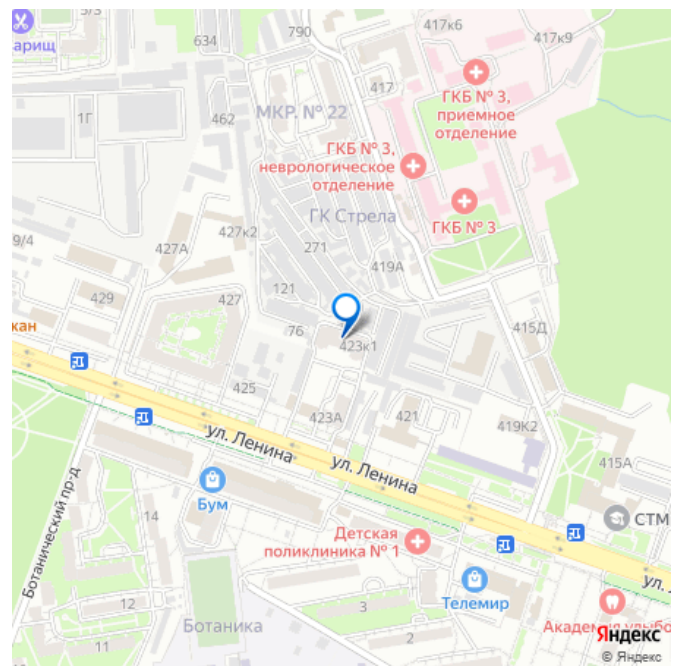 5/3
634
790
417к6
417к9
арищ
417
ГКБ № 3,
приемное
отделение
1Г
462
МКР. № 22
ГКБ № 3,
неврологическое
отделение
ГК Стрела
ГКБ № 3
9/4
427А
427к2
271
419А
429
427
121
кан
76
423к1
415Д
425
423А
421
419К2
ул. Ленина
ул. Ленина
415А
Бум
СТМ
Ботанический пр-д
14
Детская
поликлиника № 1
12
Ботаника
3
Телемир
ул. Л
11
2
Академия улыбо
Яндекс
© Яндекс